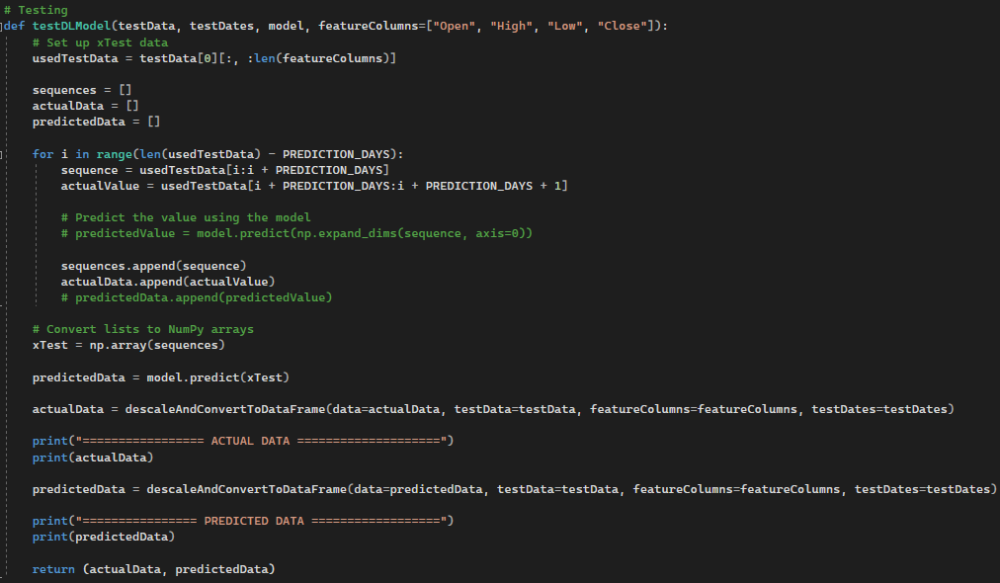 # Testing
def testDLModel(testData, testDates, model, featureColumns=["Open", "High", "Low", "Close"]):
    # Set up xTest data
    usedTestData = testData[0][:, :len(featureColumns)]

    sequences = []
    actualData = []
    predictedData = []

    for i in range(len(usedTestData) - PREDICTION_DAYS):
        sequence = usedTestData[i:i + PREDICTION_DAYS]
        actualValue = usedTestData[i + PREDICTION_DAYS:i + PREDICTION_DAYS + 1]

        # Predict the value using the model
        # predictedValue = model.predict(np.expand_dims(sequence, axis=0))

        sequences.append(sequence)
        actualData.append(actualValue)
        # predictedData.append(predictedValue)

    # Convert lists to NumPy arrays
    xTest = np.array(sequences)

    predictedData = model.predict(xTest)

    actualData = descaleAndConvertToDataFrame(data=actualData, testData=testData, featureColumns=featureColumns, testDates=testDates)

    print("================= ACTUAL DATA ====================")
    print(actualData)

    predictedData = descaleAndConvertToDataFrame(data=predictedData, testData=testData, featureColumns=featureColumns, testDates=testDates)

    print("================ PREDICTED DATA ==================")
    print(predictedData)

    return (actualData, predictedData)